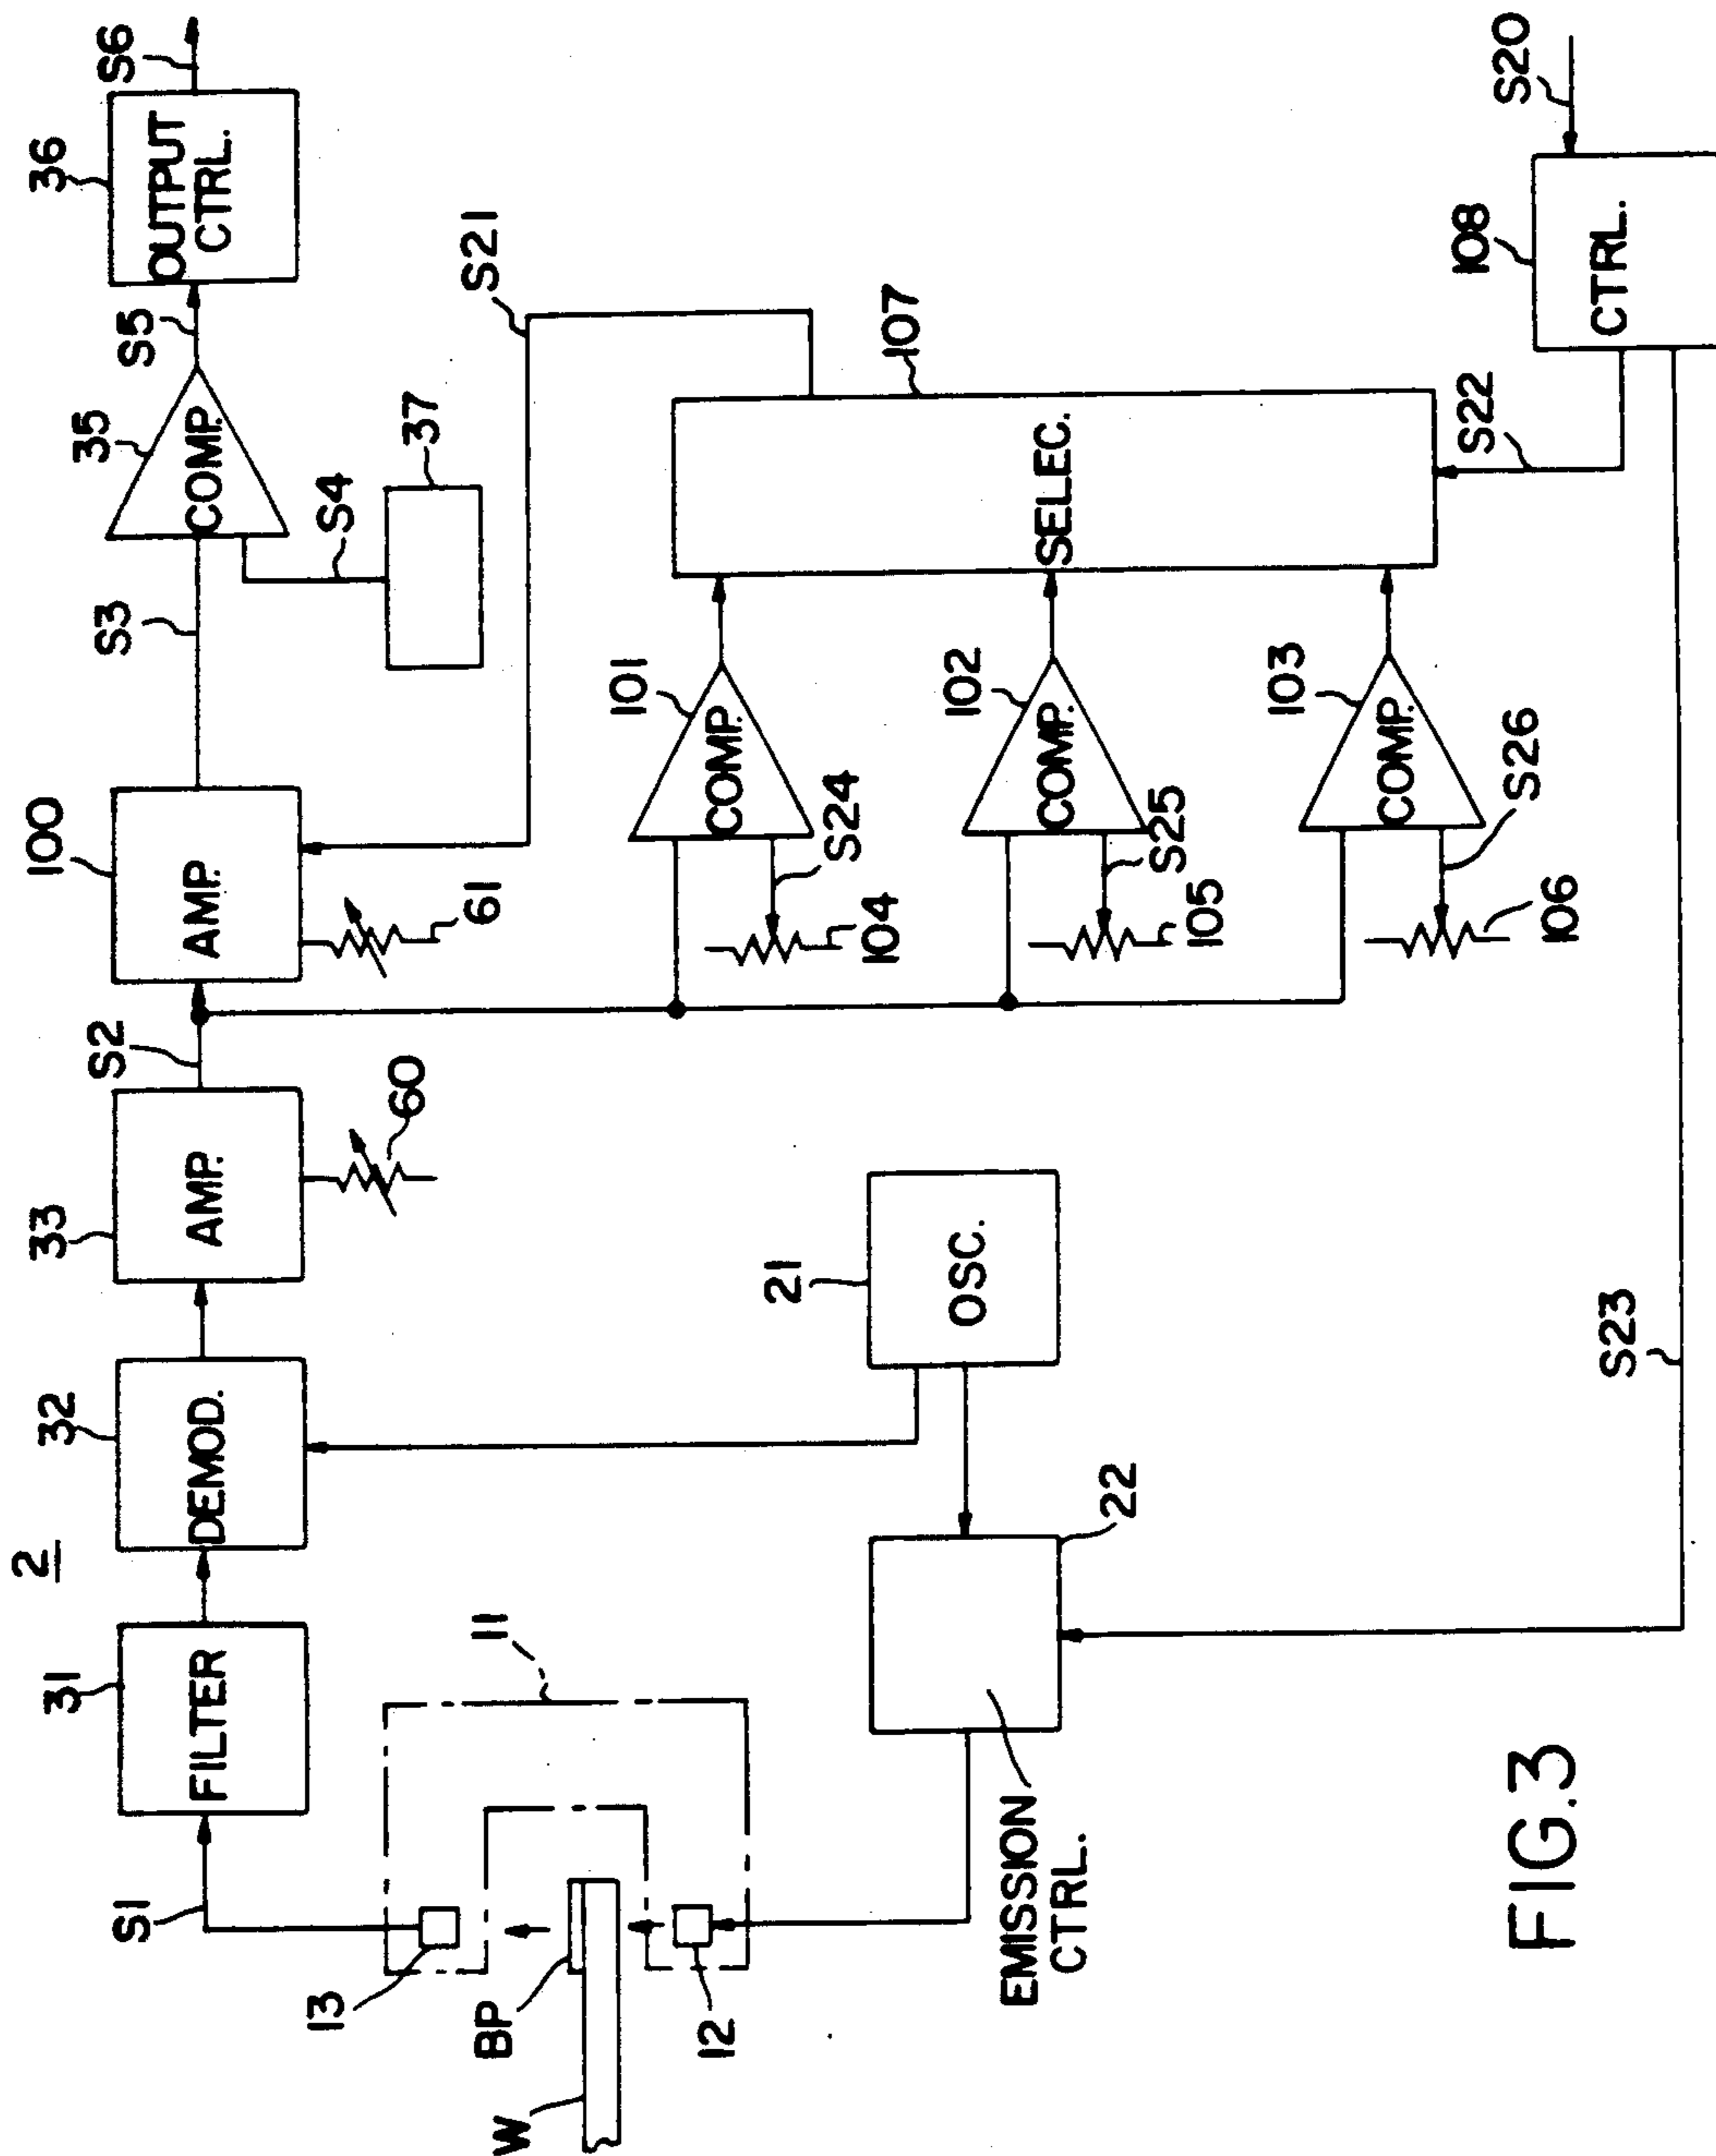 2
S1
31
FILTER
32
DEMOD.
33
AMP.
60
S2
100
AMP.
61
S3
35
COMP.
S4
37
S5
36
OUTPUT
CTRL.
S6
13
11
BP
W
12
EMISSION
CTRL.
22
21
OSC.
101
COMP.
S24
104
102
COMP.
S25
105
103
COMP.
S26
106
S21
107
SELEC.
S22
108
CTRL.
S20
S23
FIG.3